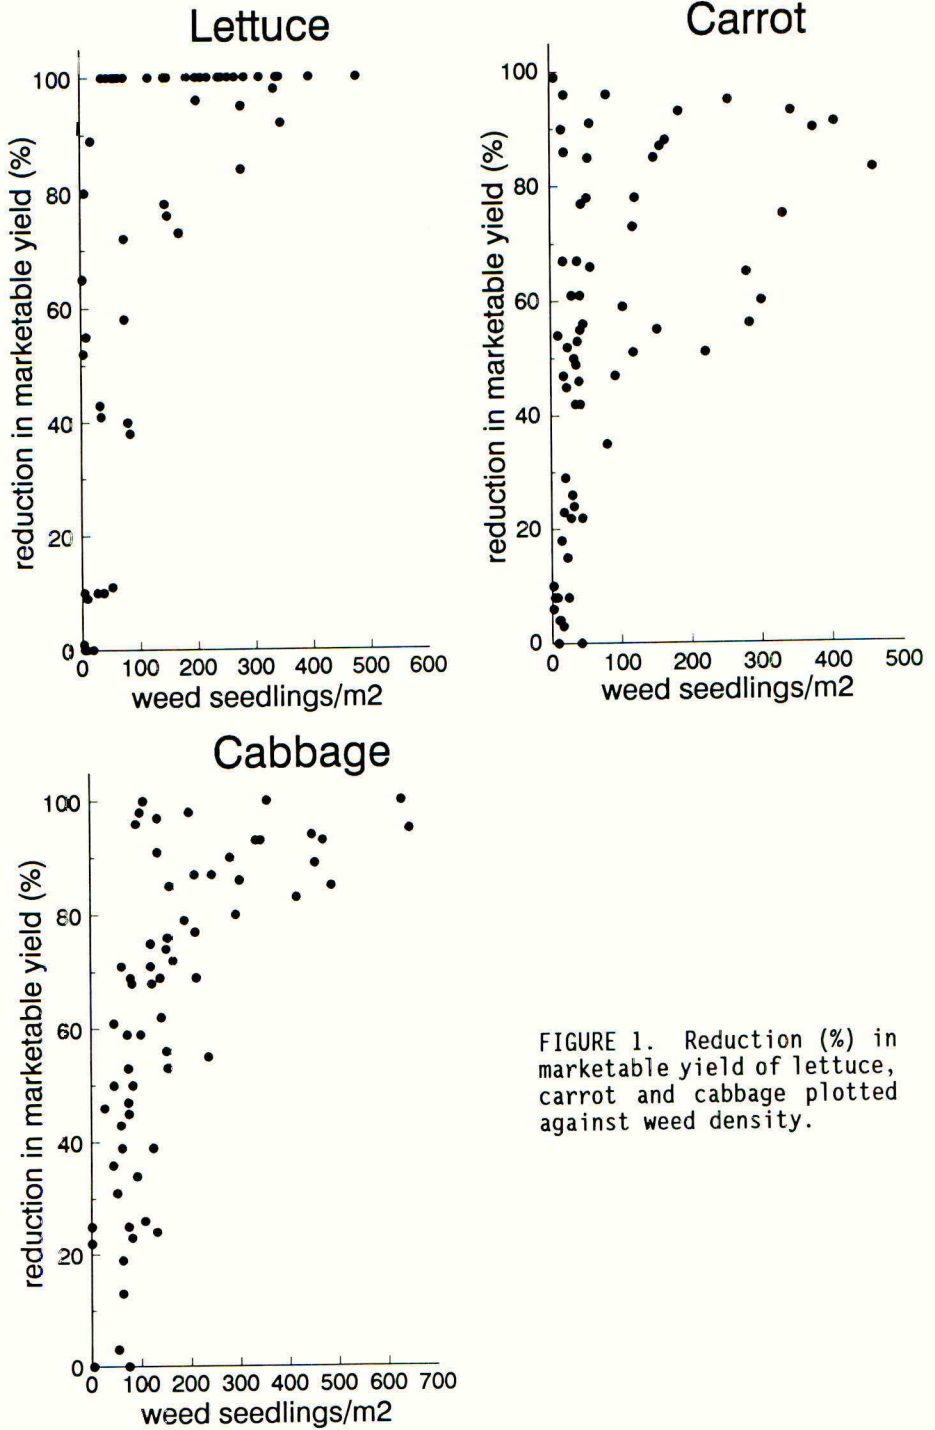 Lettuce
reduction in marketable yield (%)
100
80
60
40
20
0
0 100 200 300 400 500 600
weed seedlings/m2
Carrot
reduction in marketable yield (%)
100
80
60
40
20
0
0 100 200 300 400 500
weed seedlings/m2
Cabbage
reduction in marketable yield (%)
100
80
60
40
20
0
0 100 200 300 400 500 600 700
weed seedlings/m2
FIGURE 1. Reduction (%) in
marketable yield of lettuce,
carrot and cabbage plotted
against weed density.